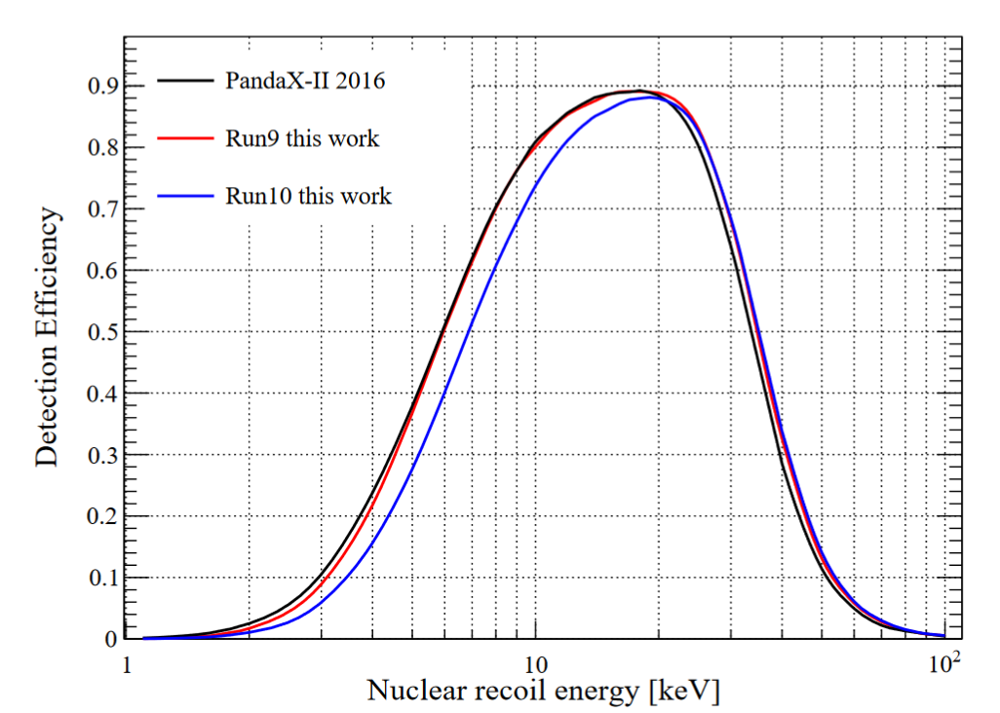 PandaX-II 2016
Run9 this work
Run10 this work
Detection Efficiency
0.9
0.8
0.7
0.6
0.5
0.4
0.3
0.2
0.1
0
1
10
10²
Nuclear recoil energy [keV]